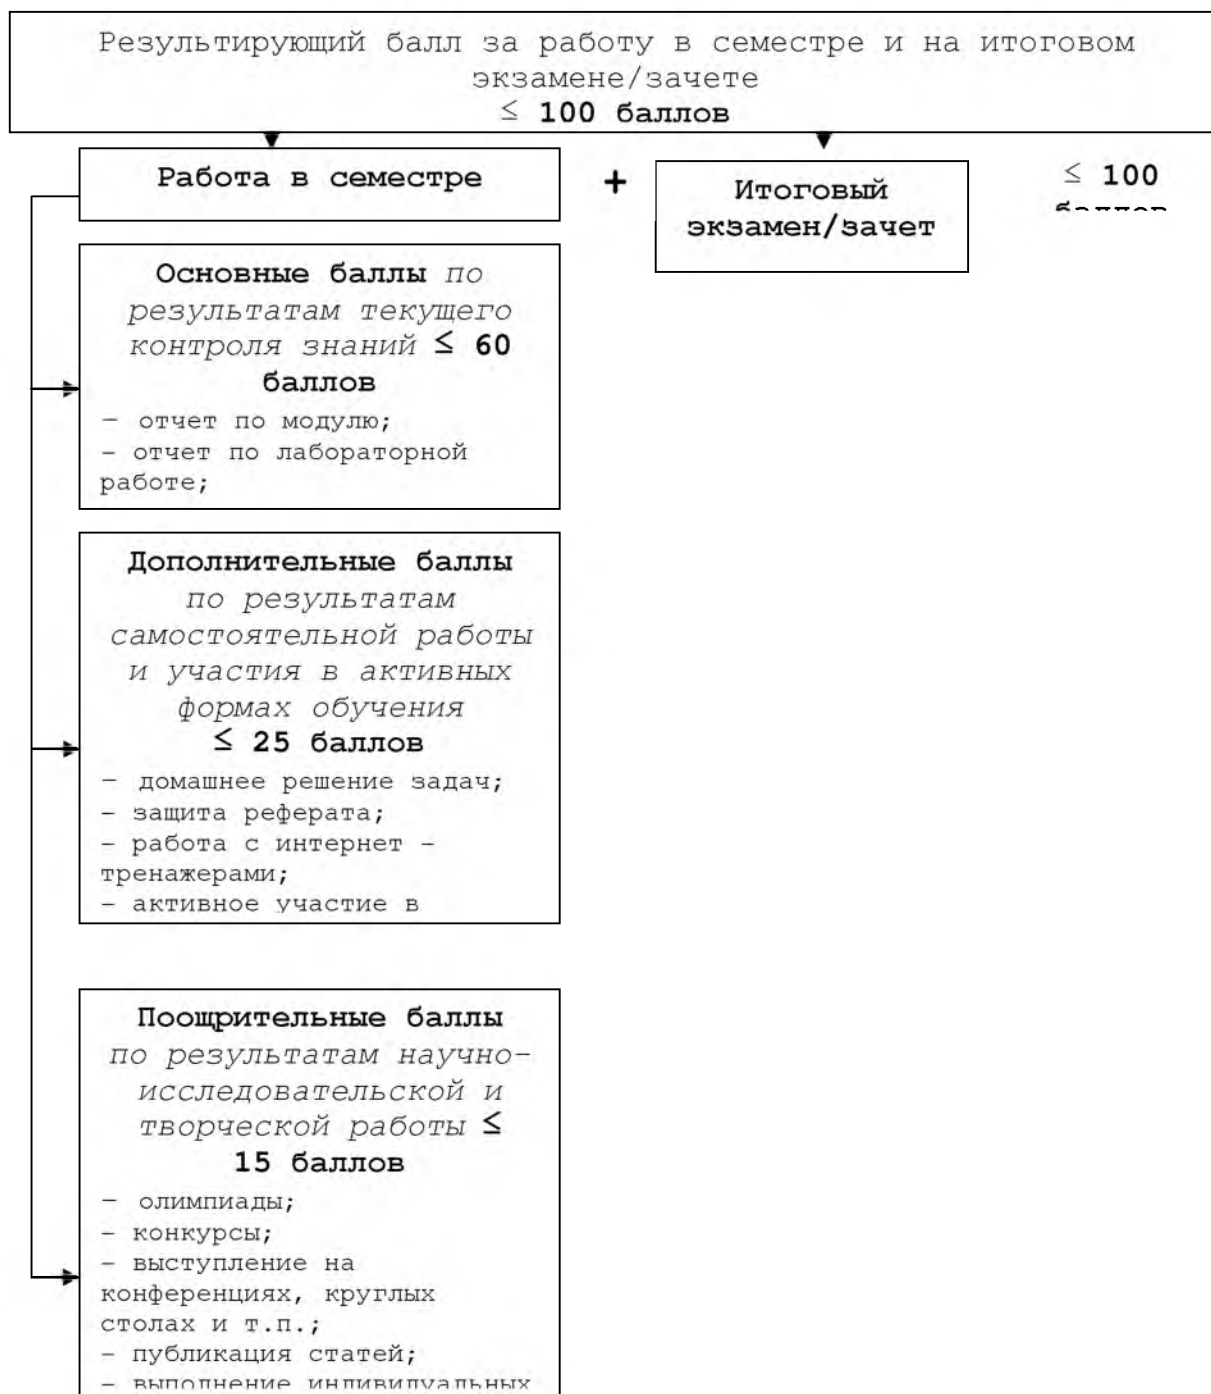 Результирующий балл за работу в семестре и на итоговом
экзамене/зачете
≤ 100 баллов
Работа в семестре
+
Итоговый
экзамен/зачет
≤ 100
баллов
Основные баллы по
результатам текущего
контроля знаний ≤ 60
баллов
– отчет по модулю;
– отчет по лабораторной
работе;
Дополнительные баллы
по результатам
самостоятельной работы
и участия в активных
формах обучения
≤ 25 баллов
– домашнее решение задач;
– защита реферата;
– работа с интернет –
тренажерами;
– активное участие в
Поощрительные баллы
по результатам научно-
исследовательской и
творческой работы ≤
15 баллов
– олимпиады;
– конкурсы;
– выступление на
конференциях, круглых
столах и т.п.;
– публикация статей;
– выполнение индивидуальных